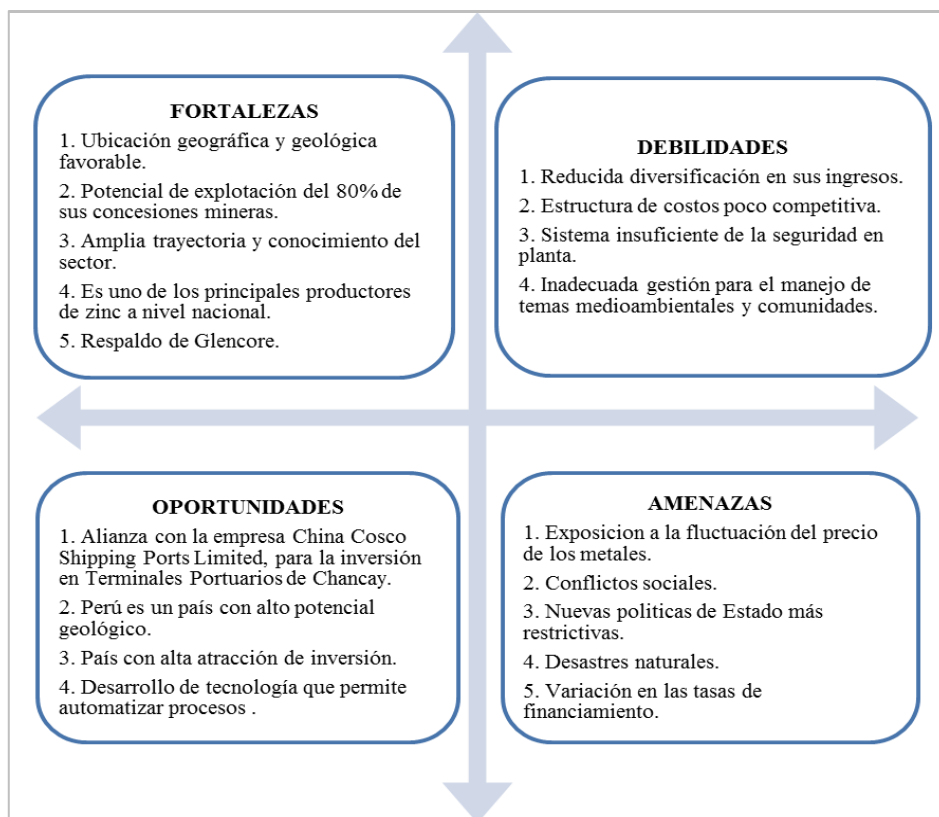 FORTALEZAS
1. Ubicación geográfica y geológica
favorable.
2. Potencial de explotación del 80% de
sus concesiones mineras.
3. Amplia trayectoria y conocimiento del
sector.
4. Es uno de los principales productores
de zinc a nivel nacional.
5. Respaldo de Glencore.
DEBILIDADES
1. Reducida diversificación en sus ingresos.
2. Estructura de costos poco competitiva.
3. Sistema insuficiente de la seguridad en
planta.
4. Inadecuada gestión para el manejo de
temas medioambientales y comunidades.
OPORTUNIDADES
1. Alianza con la empresa China Cosco
Shipping Ports Limited, para la inversión
en Terminales Portuarios de Chancay.
2. Perú es un país con alto potencial
geológico.
3. País con alta atracción de inversión.
4. Desarrollo de tecnología que permite
automatizar procesos .
AMENAZAS
1. Exposicion a la fluctuación del precio
de los metales.
2. Conflictos sociales.
3. Nuevas politicas de Estado más
restrictivas.
4. Desastres naturales.
5. Variación en las tasas de
financiamiento.